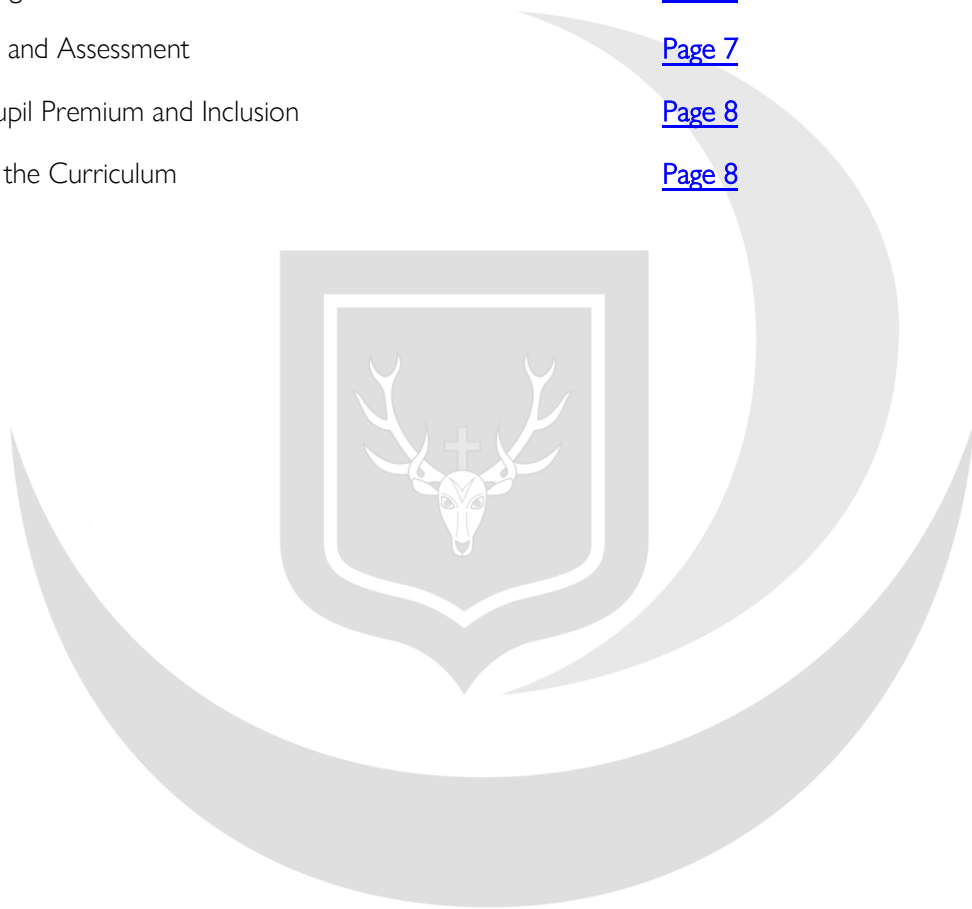 and Assessment Page 7
upil Premium and Inclusion Page 8
the Curriculum Page 8